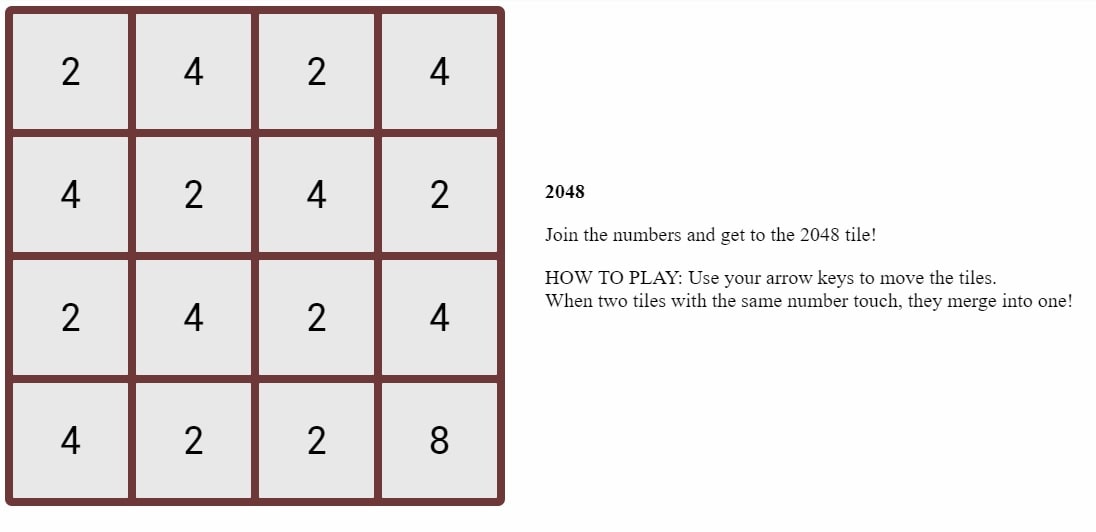 2 4 2 4
4 2 4 2
2 4 2 4
4 2 2 8
2048
Join the numbers and get to the 2048 tile!
HOW TO PLAY: Use your arrow keys to move the tiles.
When two tiles with the same number touch, they merge into one!